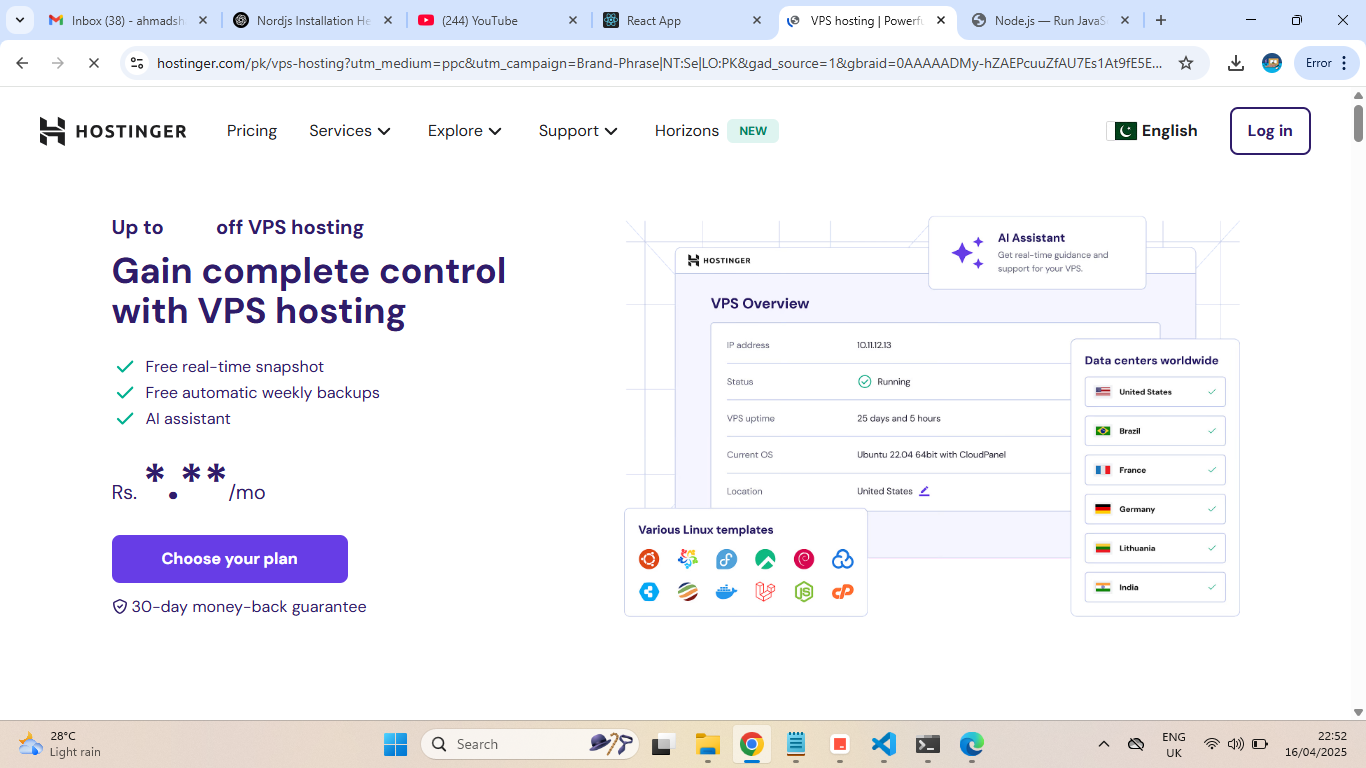 Inbox (38) - ahmadsh
Nordjs Installation He
(244) YouTube
React App
VPS hosting | Powerfu
Node.js — Run JavaS
hostinger.com/pk/vps-hosting?utm_medium=ppc&utm_campaign=Brand-Phrase|NT:Se|LO:PK&gad_source=1&gbraid=0AAAAADMy-hZAEPcuuZfAU7Es1At9fE5E...
Error
HOSTINGER
Pricing
Services
Explore
Support
Horizons
NEW
English
Log in
Up to off VPS hosting
Gain complete control
with VPS hosting
Free real-time snapshot
Free automatic weekly backups
AI assistant
Rs. *.**/mo
Choose your plan
30-day money-back guarantee
AI Assistant
Get real-time guidance and
support for your VPS.
HOSTINGER
VPS Overview
IP address 10.11.12.13
Status Running
VPS uptime 25 days and 5 hours
Current OS Ubuntu 22.04 64bit with CloudPanel
Location United States
Data centers worldwide
United States
Brazil
France
Germany
Lithuania
India
Various Linux templates
28°C
Light rain
Search
ENG
UK
22:52
16/04/2025